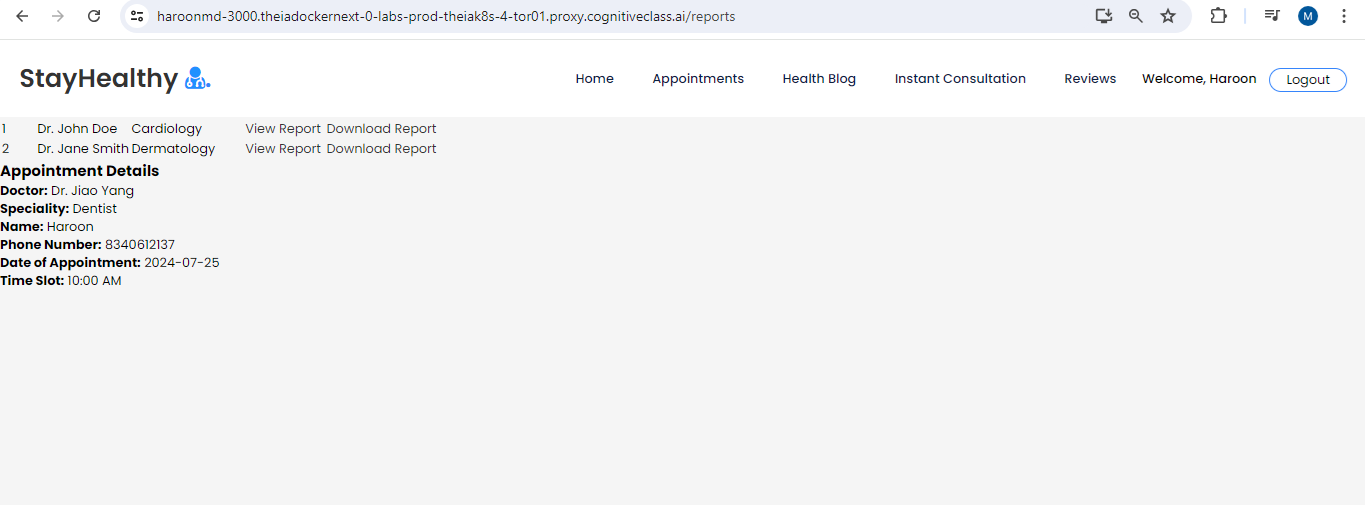 haroonmd-3000.theiadockernext-0-labs-prod-theiak8s-4-tor01.proxy.cognitiveclass.ai/reports
M
StayHealthy
Home Appointments Health Blog Instant Consultation Reviews Welcome, Haroon Logout
1 Dr. John Doe Cardiology View Report Download Report
2 Dr. Jane Smith Dermatology View Report Download Report
Appointment Details
Doctor: Dr. Jiao Yang
Speciality: Dentist
Name: Haroon
Phone Number: 8340612137
Date of Appointment: 2024-07-25
Time Slot: 10:00 AM